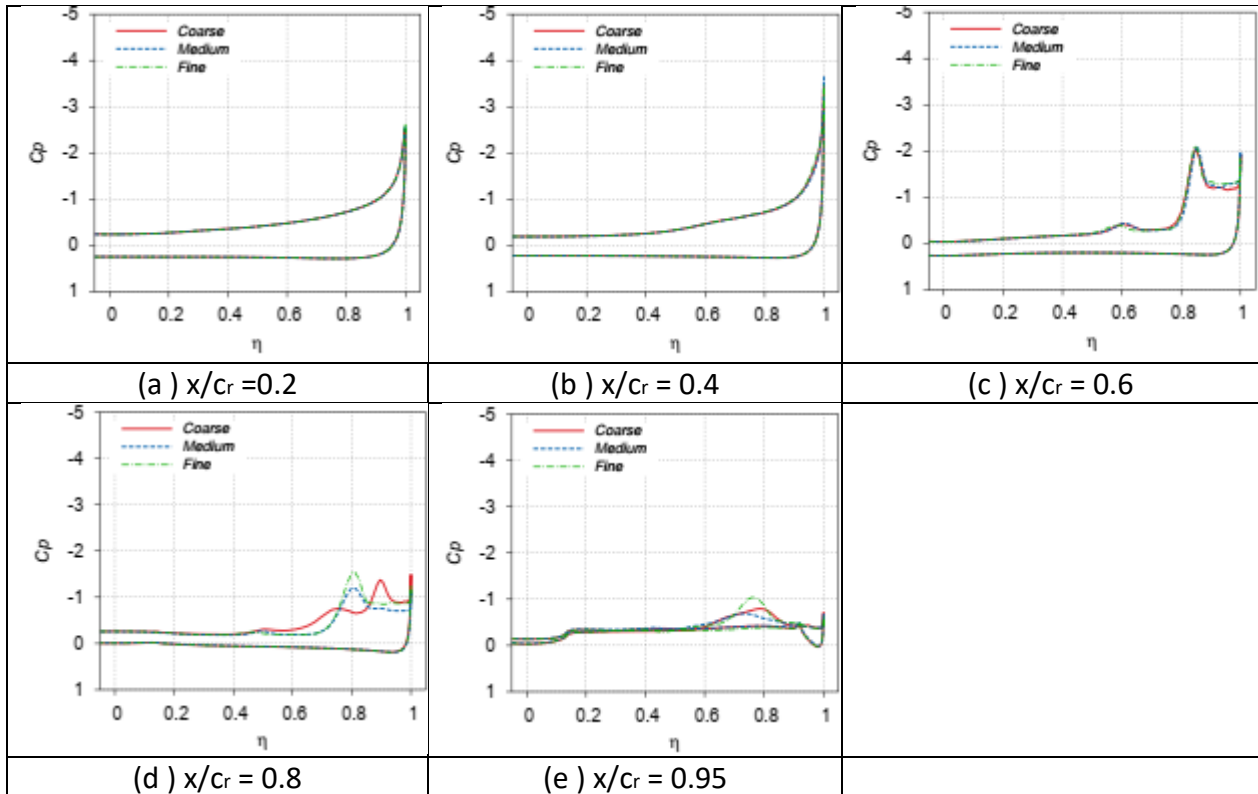 -5
-4
-3
-2
-1
0
1
Cp
Coarse
Medium
Fine
0 0.2 0.4 0.6 0.8 1
η
-5
-4
-3
-2
-1
0
1
Cp
Coarse
Medium
Fine
0 0.2 0.4 0.6 0.8 1
η
-5
-4
-3
-2
-1
0
1
Cp
Coarse
Medium
Fine
0 0.2 0.4 0.6 0.8 1
η
(a ) x/cr =0.2
(b ) x/cr = 0.4
(c ) x/cr = 0.6
-5
-4
-3
-2
-1
0
1
Cp
Coarse
Medium
Fine
0 0.2 0.4 0.6 0.8 1
η
-5
-4
-3
-2
-1
0
1
Cp
Coarse
Medium
Fine
0 0.2 0.4 0.6 0.8 1
η
(d ) x/cr = 0.8
(e ) x/cr = 0.95